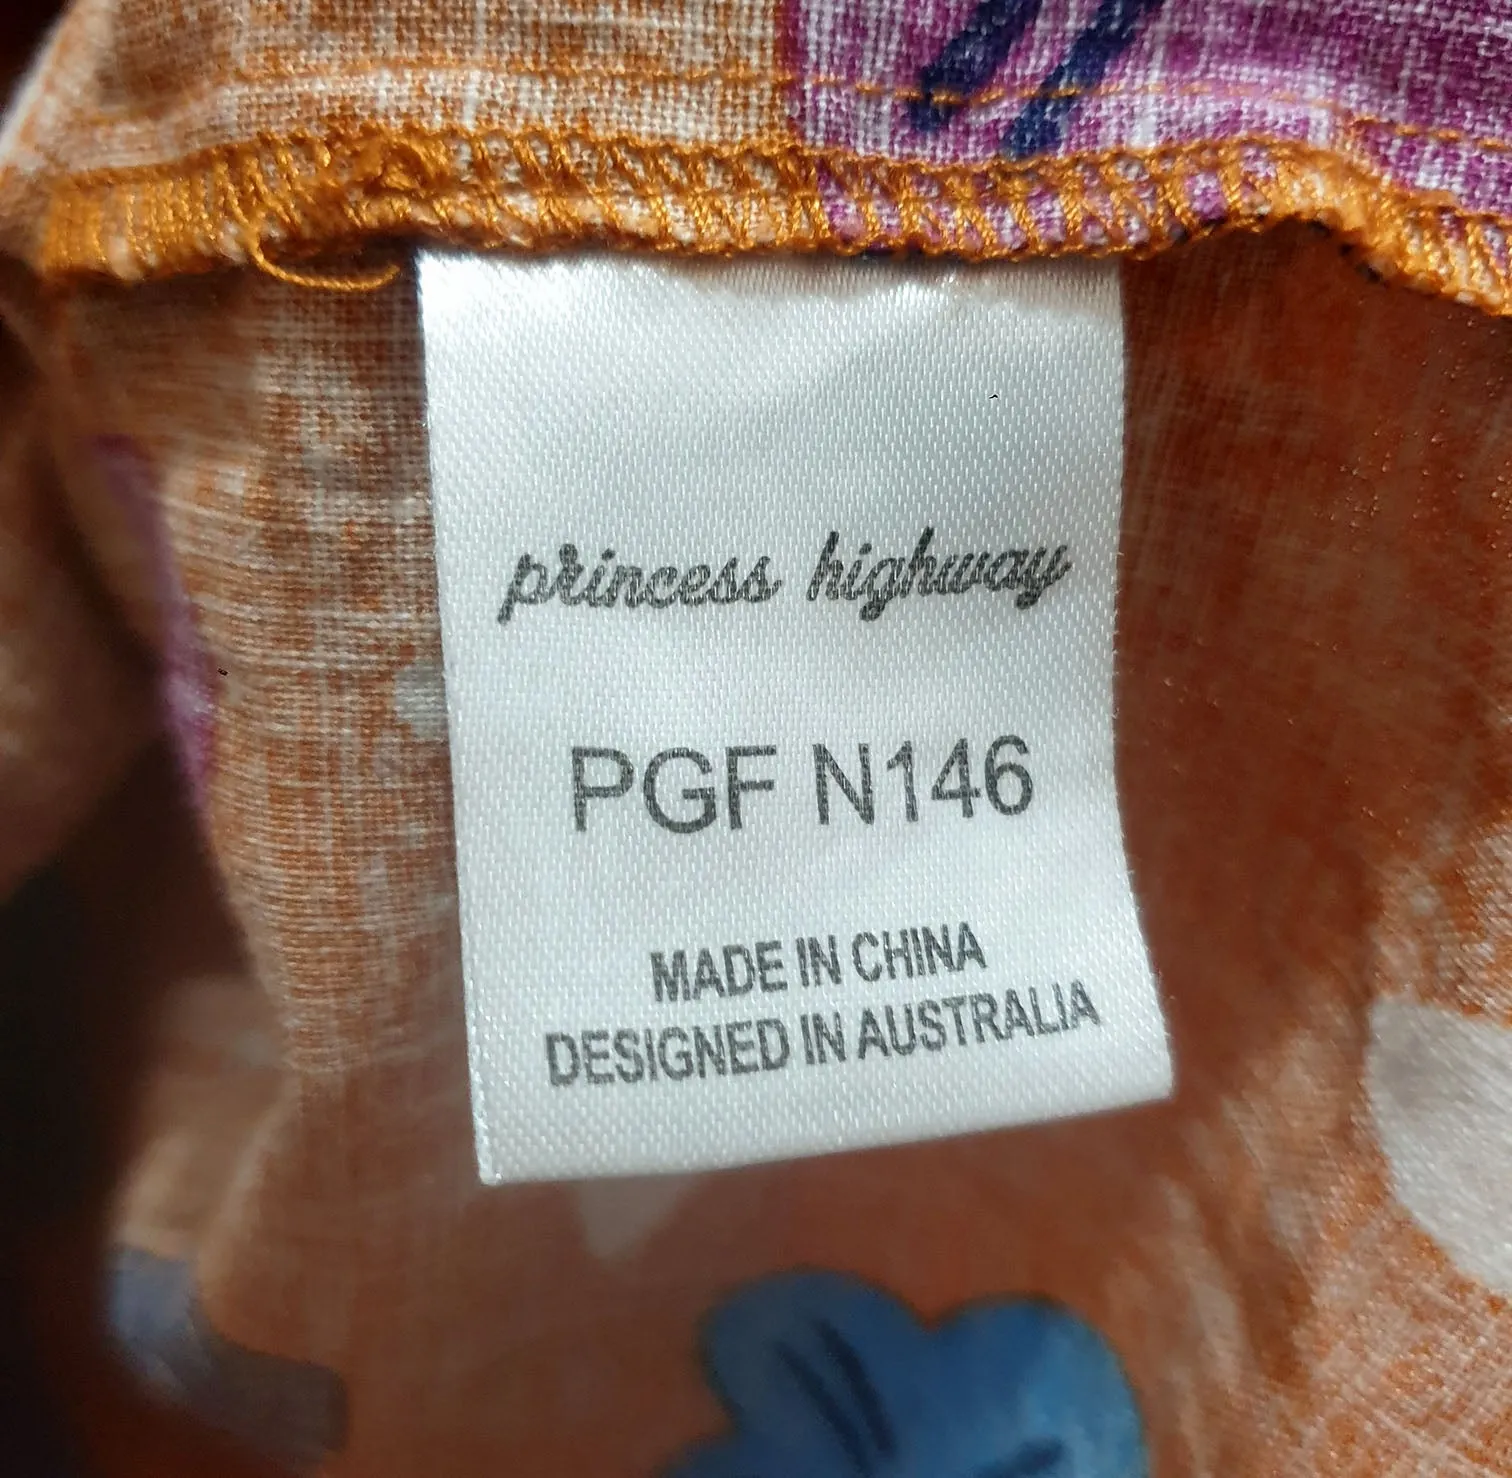 princess highway
PGF N146
MADE IN CHINA
DESIGNED IN AUSTRALIA